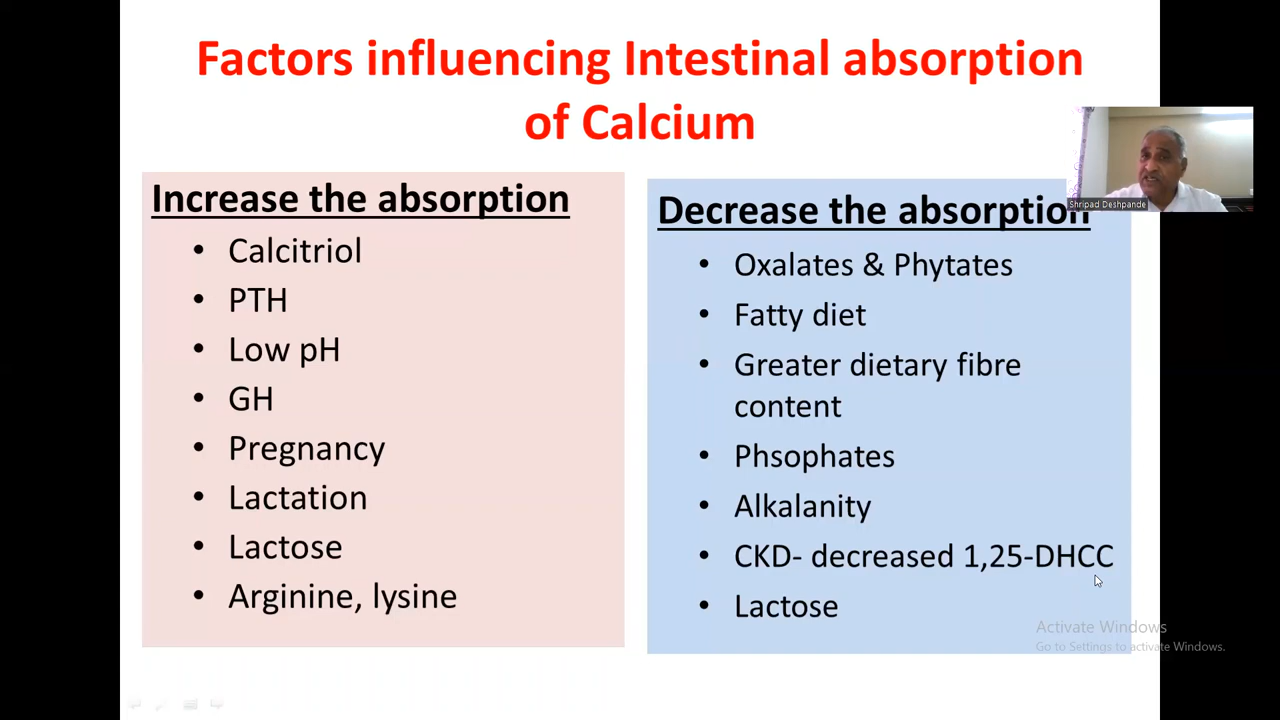 Factors influencing Intestinal absorption
of Calcium
Increase the absorption
• Calcitriol
• PTH
• Low pH
• GH
• Pregnancy
• Lactation
• Lactose
• Arginine, lysine
Decrease the absorption
• Oxalates & Phytates
• Fatty diet
• Greater dietary fibre
content
• Phsophates
• Alkalanity
• CKD- decreased 1,25-DHCC
• Lactose
Shripad Deshpande
Activate Windows
Go to Settings to activate Windows.